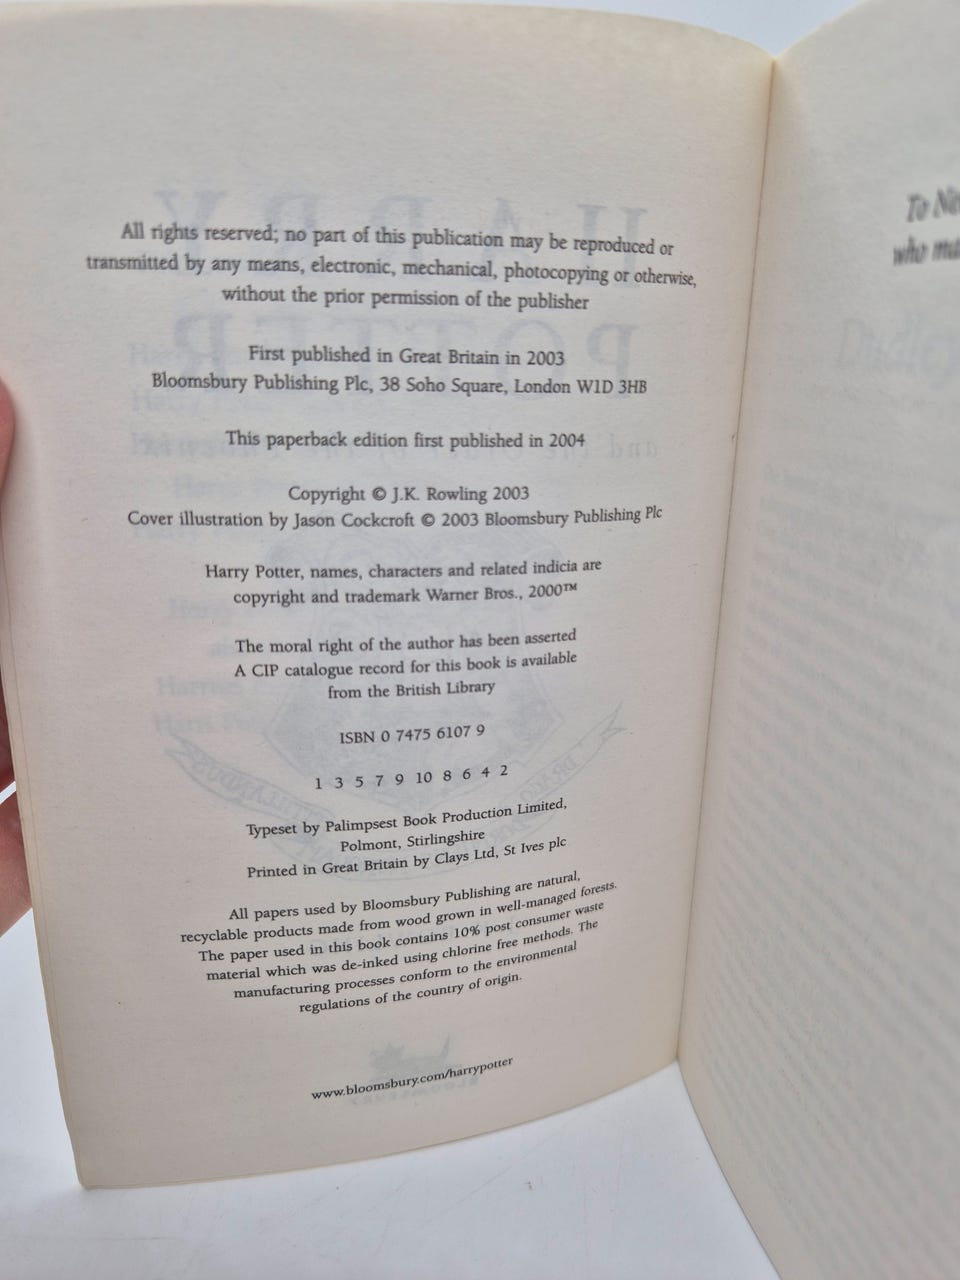 All rights reserved; no part of this publication may be reproduced or
transmitted by any means, electronic, mechanical, photocopying or otherwise,
without the prior permission of the publisher
First published in Great Britain in 2003
Bloomsbury Publishing Plc, 38 Soho Square, London W1D 3HB
This paperback edition first published in 2004
Copyright © J.K. Rowling 2003
Cover illustration by Jason Cockcroft © 2003 Bloomsbury Publishing Plc
Harry Potter, names, characters and related indicia are
copyright and trademark Warner Bros., 2000™
The moral right of the author has been asserted
A CIP catalogue record for this book is available
from the British Library
ISBN 0 7475 6107 9
1 3 5 7 9 10 8 6 4 2
Typeset by Palimpsest Book Production Limited,
Polmont, Stirlingshire
Printed in Great Britain by Clays Ltd, St Ives plc
All papers used by Bloomsbury Publishing are natural,
recyclable products made from wood grown in well-managed forests.
The paper used in this book contains 10% post consumer waste
material which was de-inked using chlorine free methods. The
manufacturing processes conform to the environmental
regulations of the country of origin.
www.bloomsbury.com/harrypotter
To
who